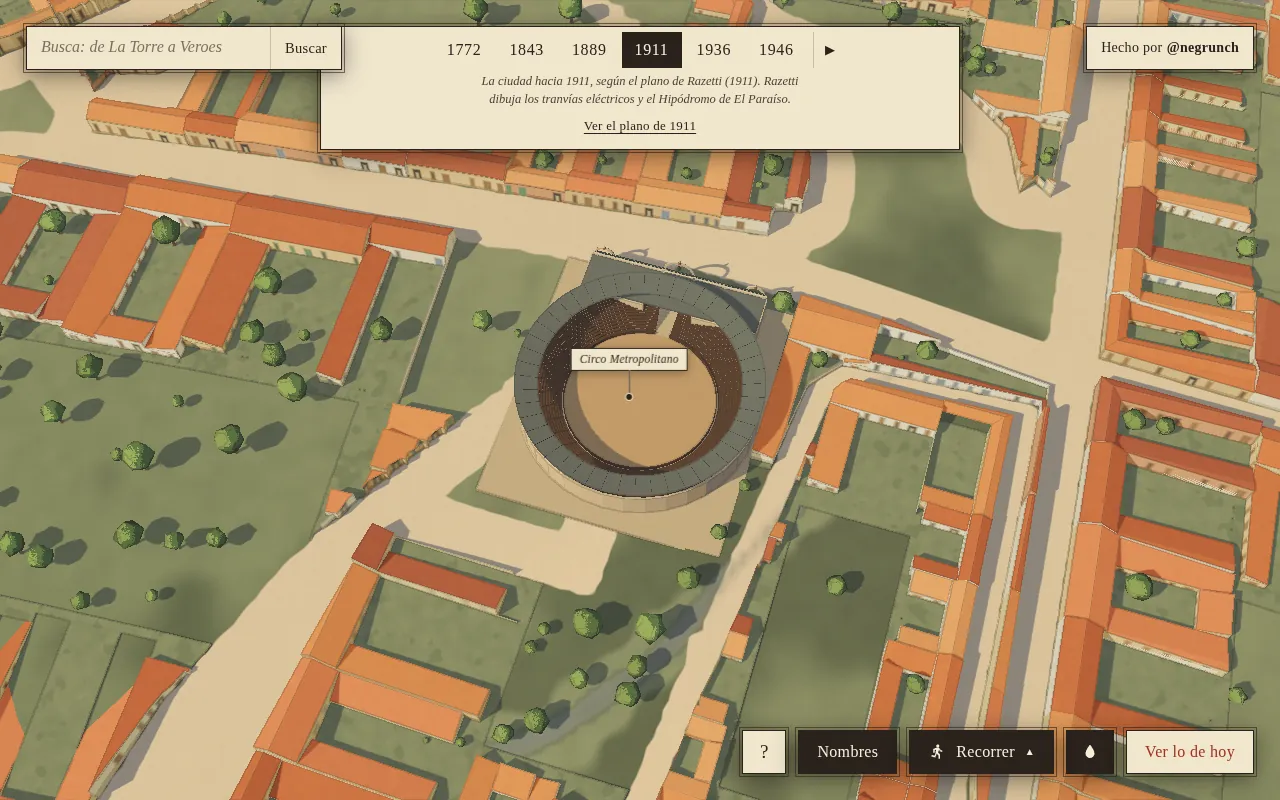 Busca: de La Torre a Veroes
Buscar
1772 1843 1889 1911 1936 1946 ▶
Hecho por @negrunch
La ciudad hacia 1911, según el plano de Razetti (1911). Razetti
dibuja los tranvías eléctricos y el Hipódromo de El Paraíso.
Ver el plano de 1911
Circo Metropolitano
?
Nombres
Recorrer ▲
Ver lo de hoy